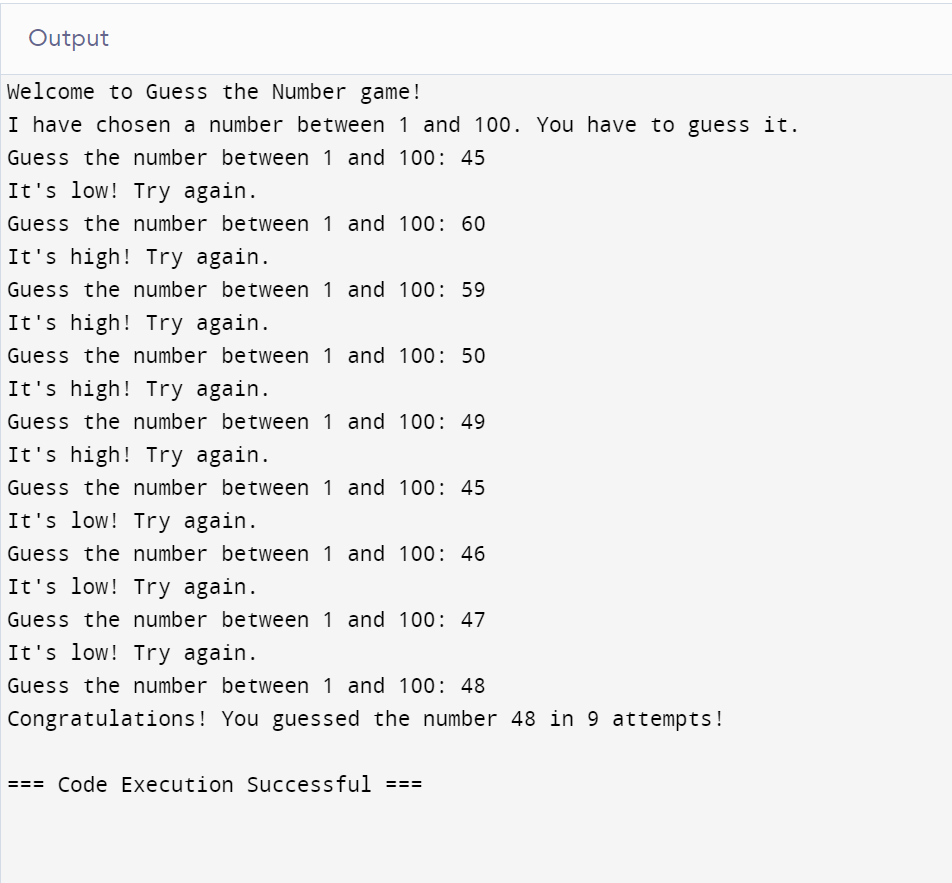 Output
Welcome to Guess the Number game!
I have chosen a number between 1 and 100. You have to guess it.
Guess the number between 1 and 100: 45
It's low! Try again.
Guess the number between 1 and 100: 60
It's high! Try again.
Guess the number between 1 and 100: 59
It's high! Try again.
Guess the number between 1 and 100: 50
It's high! Try again.
Guess the number between 1 and 100: 49
It's high! Try again.
Guess the number between 1 and 100: 45
It's low! Try again.
Guess the number between 1 and 100: 46
It's low! Try again.
Guess the number between 1 and 100: 47
It's low! Try again.
Guess the number between 1 and 100: 48
Congratulations! You guessed the number 48 in 9 attempts!
=== Code Execution Successful ===